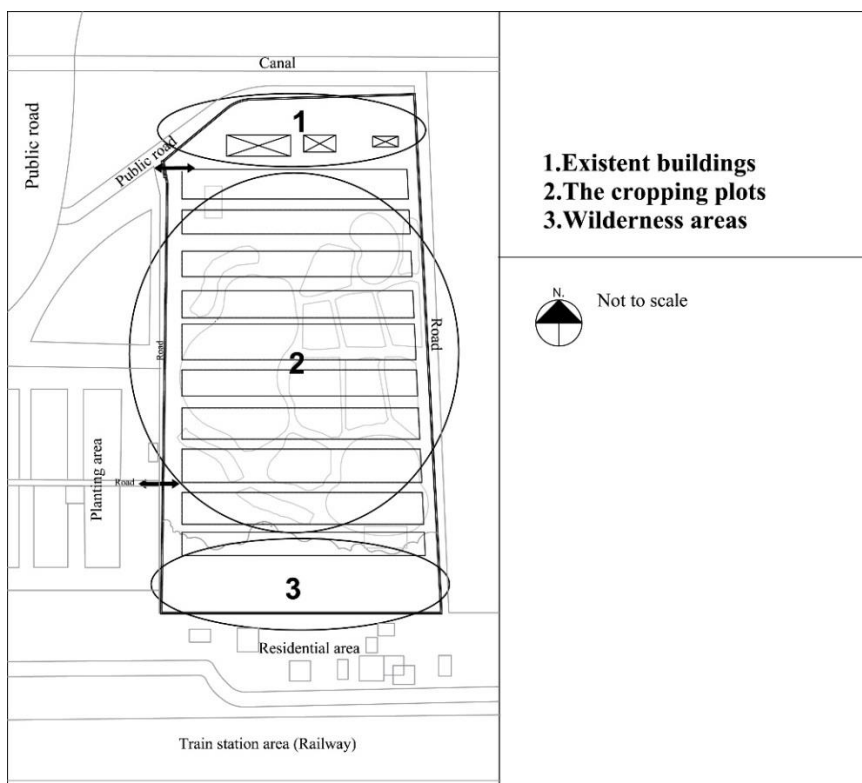 Canal
Public road
1
Public road
1.Existent buildings
2.The cropping plots
3.Wilderness areas
N.
Not to scale
Road
Road
2
Planting area
Road
3
Residential area
Train station area (Railway)